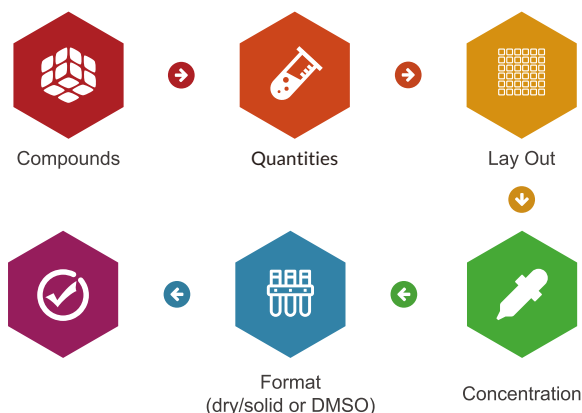 Compounds
Quantities
Lay Out
Concentration
Format
(dry/solid or DMSO)